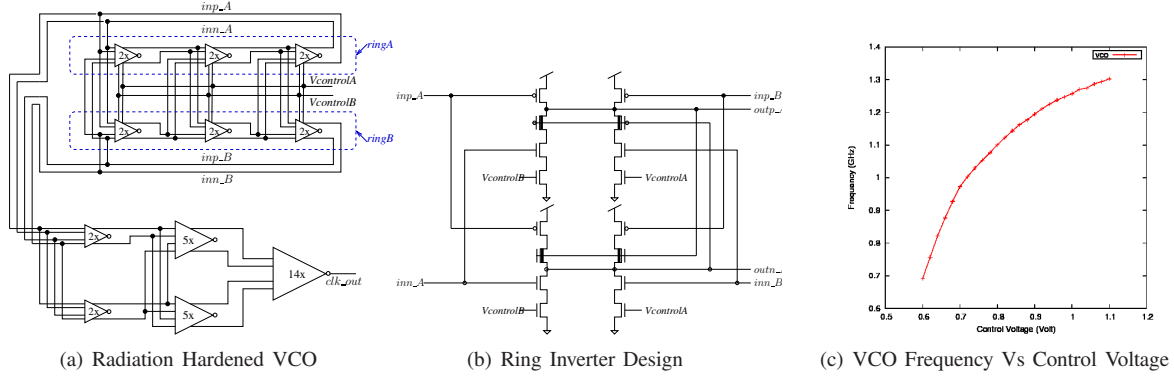 inp_A
inn_A
ringA
2x
2x
2x
VcontrolA
VcontrolB
2x
2x
2x
ringB
inp_B
inn_B
2x
5x
14x
clk_out
2x
5x
(a) Radiation Hardened VCO
inp_A
inp_B
outp_
VcontrolB
VcontrolA
outn_
inn_A
inn_B
VcontrolB
VcontrolA
(b) Ring Inverter Design
VCO
1.4
1.3
1.2
1.1
1
0.9
0.8
0.7
0.6
Frequency (GHz)
0.5
0.6
0.7
0.8
0.9
1
1.1
1.2
Control Voltage (Volt)
(c) VCO Frequency Vs Control Voltage